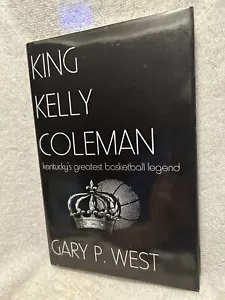 KING
KELLY
COLEMAN
kentucky's greatest basketball legend
GARY P. WEST